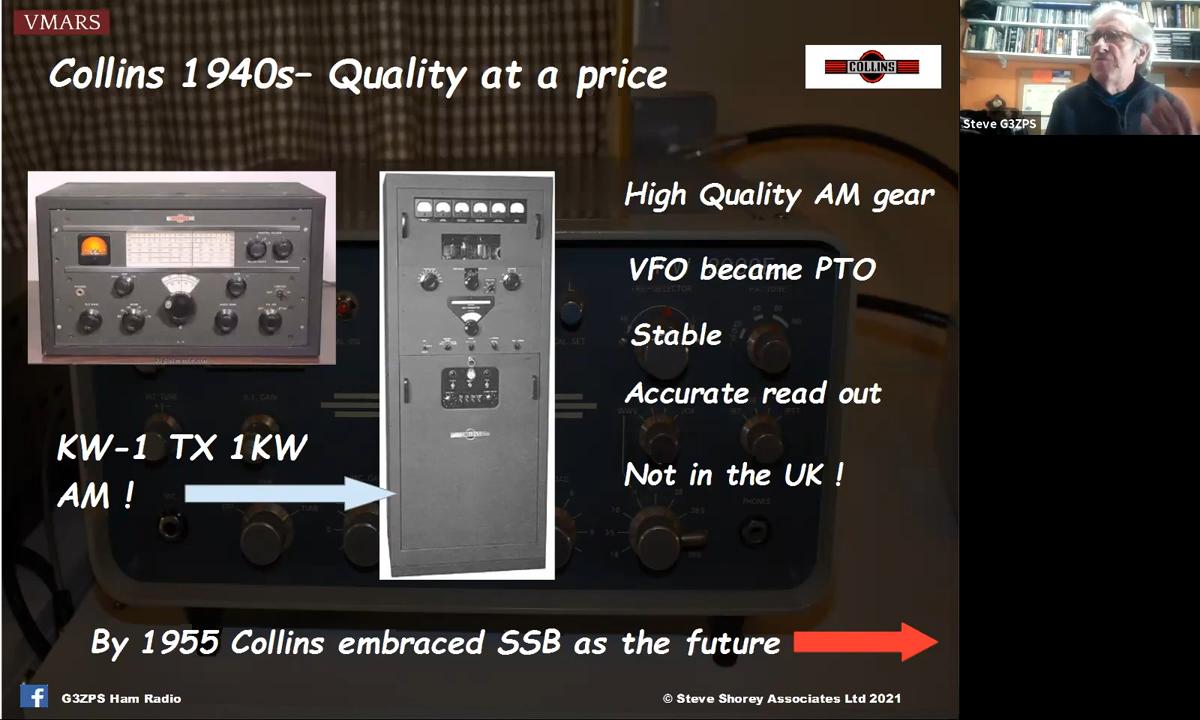 VMARS
Collins 1940s- Quality at a price
COLLINS
Steve G3ZPS
High Quality AM gear
VFO became PTO
Stable
Accurate read out
KW-1 TX 1KW
AM !
Not in the UK !
PHONES
By 1955 Collins embraced SSB as the future
G3ZPS Ham Radio
© Steve Shorey Associates Ltd 2021